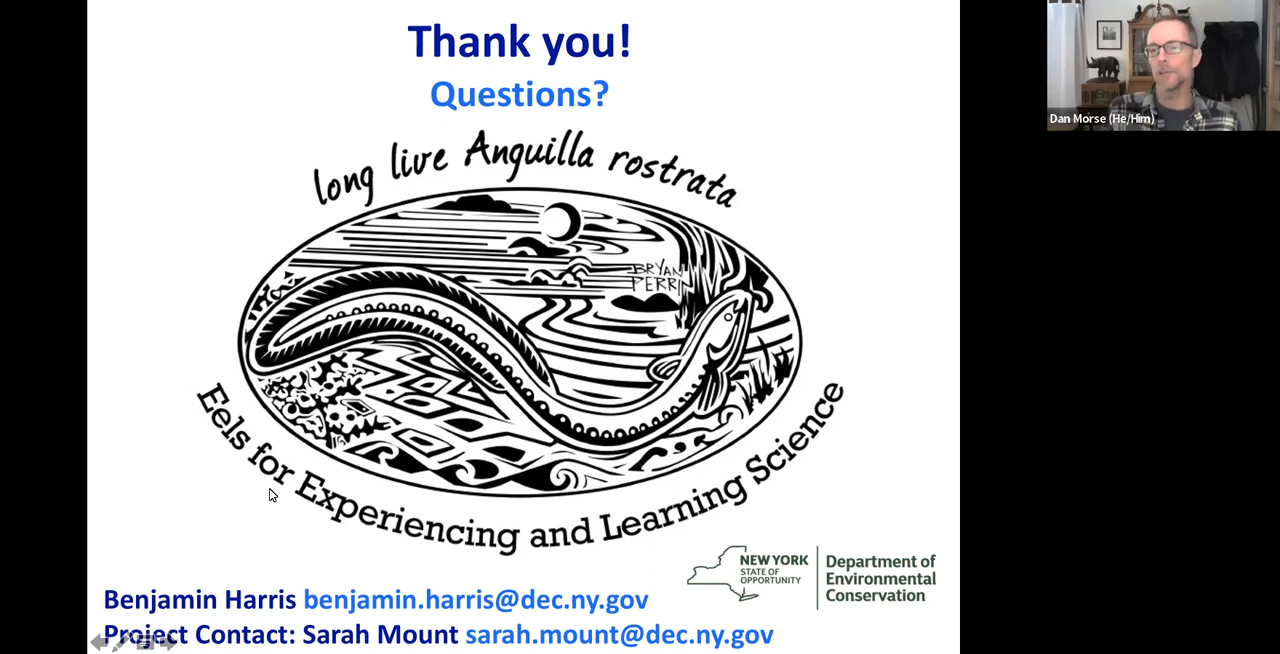 Thank you!
Questions?
long live Anguilla rostrata
BRYAN
PERRIN
Eels for Experiencing and Learning Science
NEW YORK
STATE OF
OPPORTUNITY
Department of
Environmental
Conservation
Benjamin Harris benjamin.harris@dec.ny.gov
Project Contact: Sarah Mount sarah.mount@dec.ny.gov
Dan Morse (He/Him)